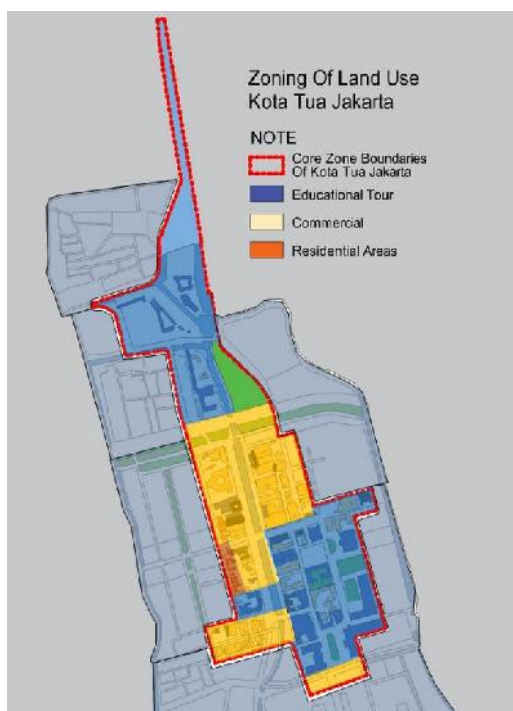 Zoning Of Land Use
Kota Tua Jakarta
NOTE
Core Zone Boundaries
Of Kota Tua Jakarta
Educational Tour
Commercial
Residential Areas